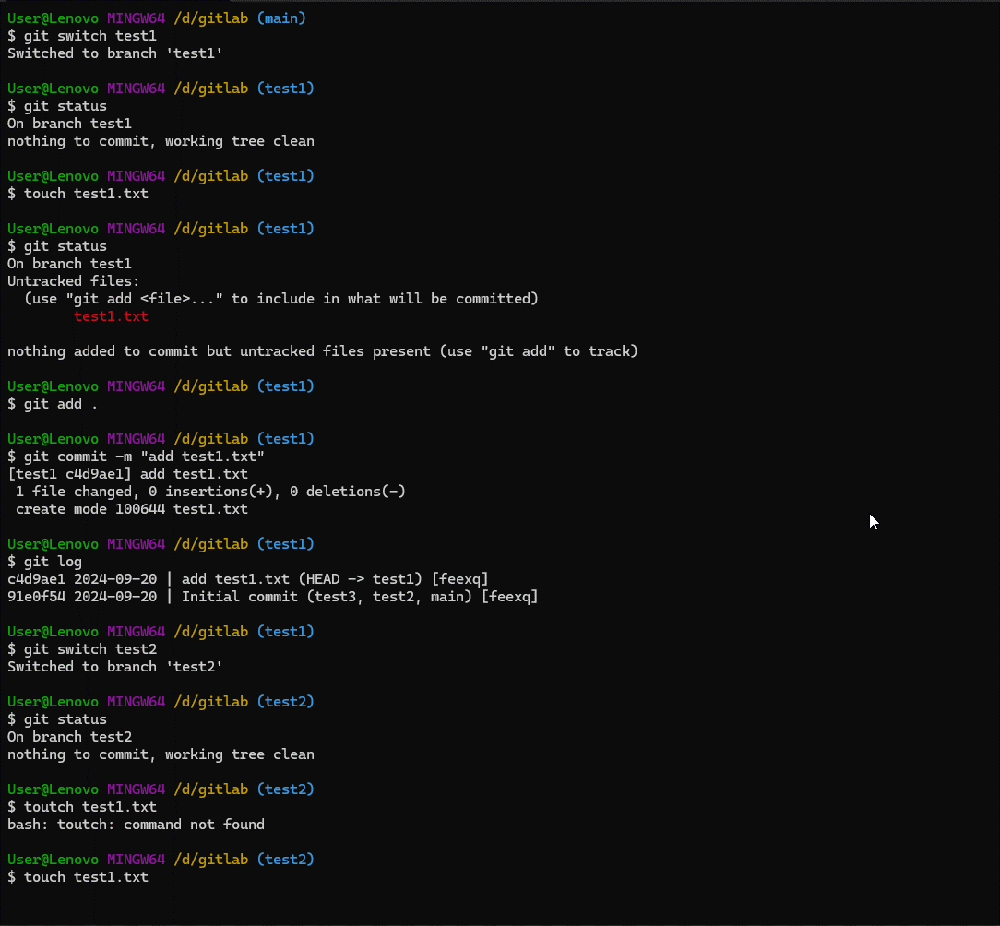 User@Lenovo MINGW64 /d/gitlab (main)
$ git switch test1
Switched to branch 'test1'
User@Lenovo MINGW64 /d/gitlab (test1)
$ git status
On branch test1
nothing to commit, working tree clean
User@Lenovo MINGW64 /d/gitlab (test1)
$ touch test1.txt
User@Lenovo MINGW64 /d/gitlab (test1)
$ git status
On branch test1
Untracked files:
  (use "git add <file>..." to include in what will be committed)
        test1.txt
nothing added to commit but untracked files present (use "git add" to track)
User@Lenovo MINGW64 /d/gitlab (test1)
$ git add .
User@Lenovo MINGW64 /d/gitlab (test1)
$ git commit -m "add test1.txt"
[test1 c4d9ae1] add test1.txt
 1 file changed, 0 insertions(+), 0 deletions(-)
 create mode 100644 test1.txt
User@Lenovo MINGW64 /d/gitlab (test1)
$ git log
c4d9ae1 2024-09-20 | add test1.txt (HEAD -> test1) [feexq]
91e0f54 2024-09-20 | Initial commit (test3, test2, main) [feexq]
User@Lenovo MINGW64 /d/gitlab (test1)
$ git switch test2
Switched to branch 'test2'
User@Lenovo MINGW64 /d/gitlab (test2)
$ git status
On branch test2
nothing to commit, working tree clean
User@Lenovo MINGW64 /d/gitlab (test2)
$ toutch test1.txt
bash: toutch: command not found
User@Lenovo MINGW64 /d/gitlab (test2)
$ touch test1.txt